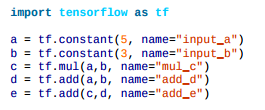 import tensorflow as tf
a = tf.constant(5, name="input_a")
b = tf.constant(3, name="input_b")
c = tf.mul(a,b, name="mul_c")
d = tf.add(a,b, name="add_d")
e = tf.add(c,d, name="add_e")